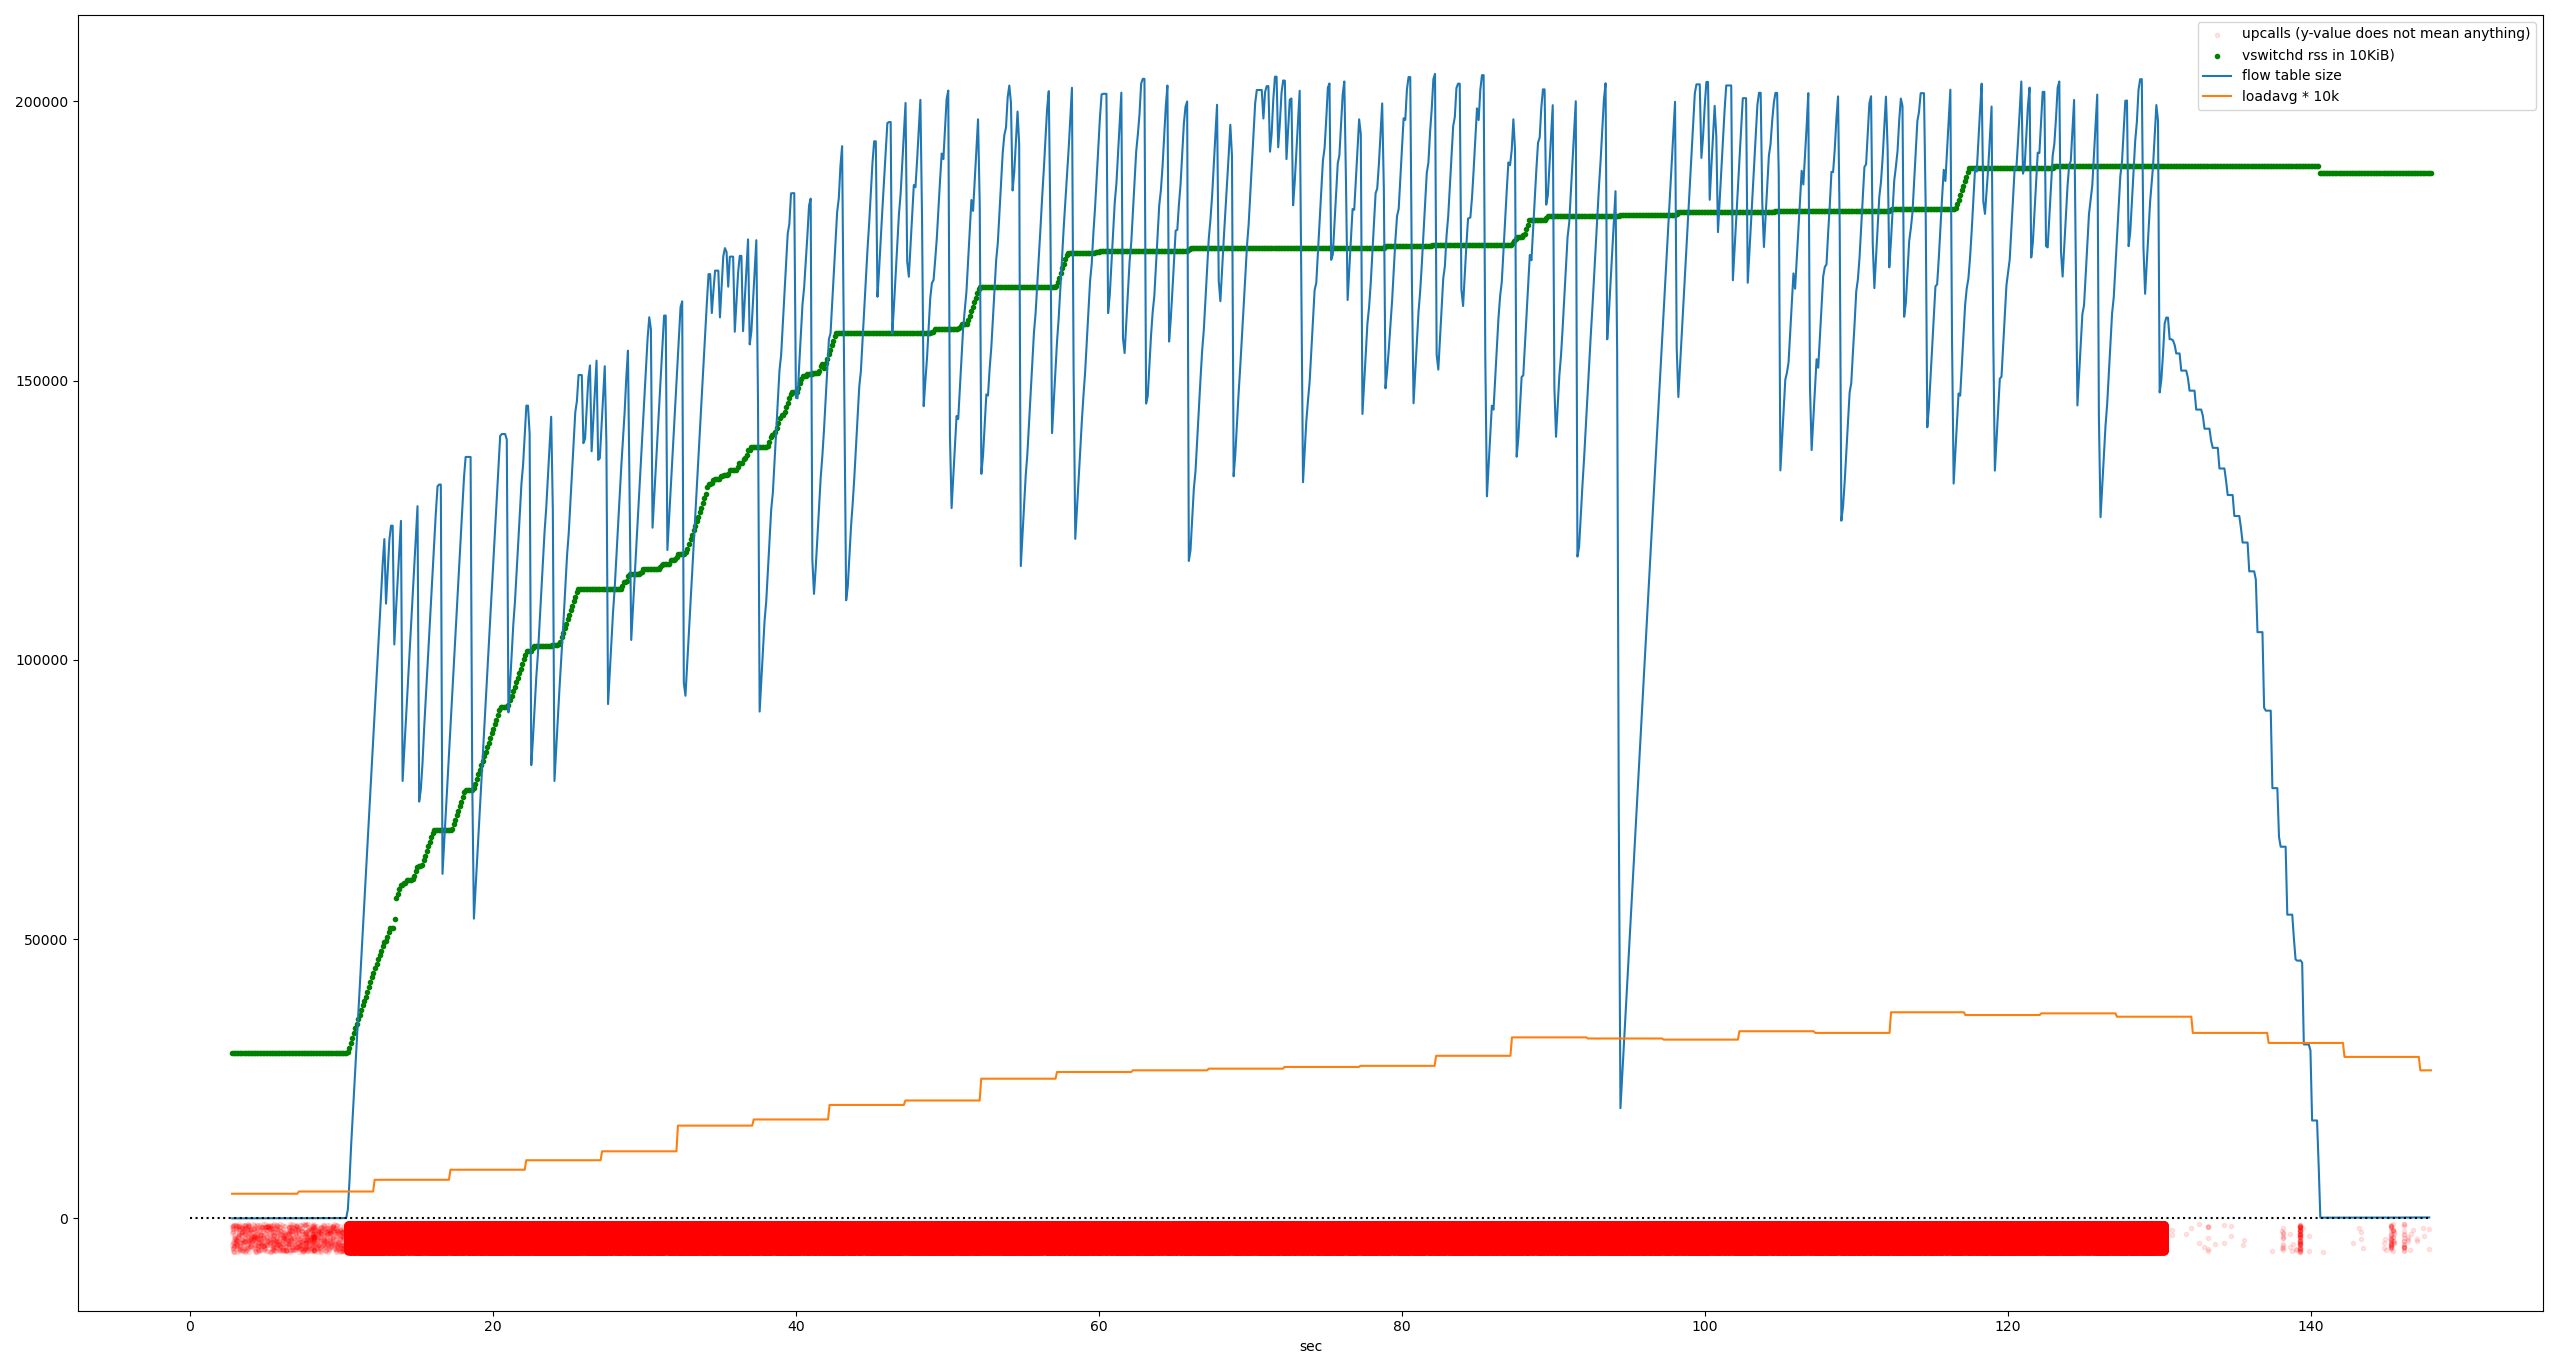 upcalls (y-value does not mean anything)
vswitchd rss in 10KiB)
flow table size
loadavg * 10k
200000
150000
100000
50000
0
0 20 40 60 80 100 120 140
sec